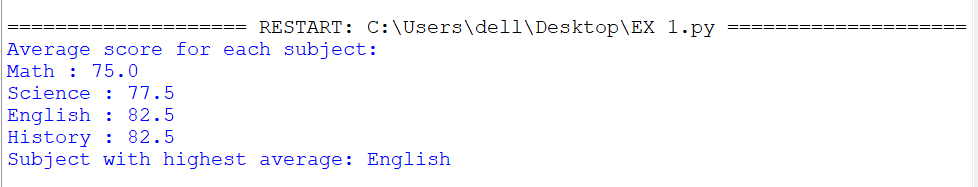 ==================== RESTART: C:\Users\dell\Desktop\EX 1.py ====================
Average score for each subject:
Math : 75.0
Science : 77.5
English : 82.5
History : 82.5
Subject with highest average: English